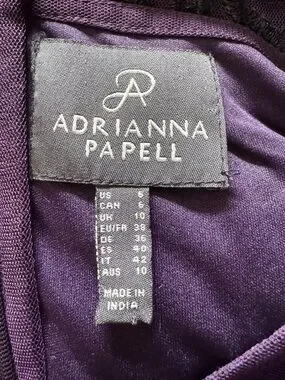 ADRIANNA
PAPELL
US 6
CAN 6
UK 10
EU/FR 38
DE 36
ES 40
IT 42
AUS 10
MADE IN
INDIA